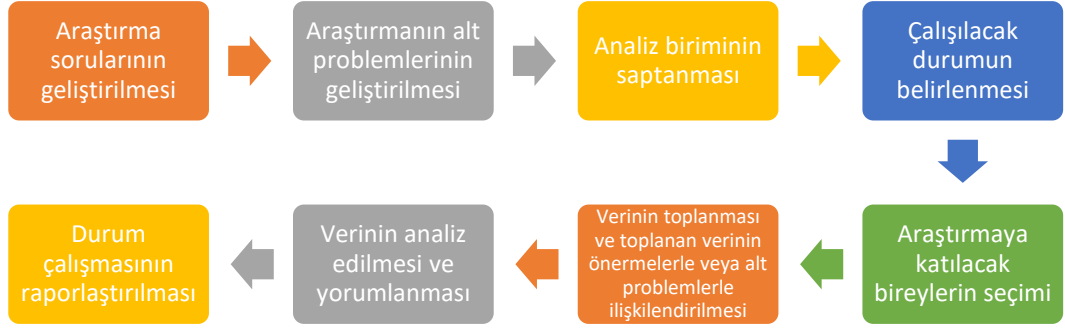 Araştırma
sorularının
geliştirilmesi
Araştırmanın alt
problemlerinin
geliştirilmesi
Analiz biriminin
saptanması
Çalışılacak
durumun
belirlenmesi
Araştırmaya
katılacak
bireylerin seçimi
Verinin toplanması
ve toplanan verinin
önermelerle veya alt
problemlerle
ilişkilendirilmesi
Verinin analiz
edilmesi ve
yorumlanması
Durum
çalışmasının
raporlaştırılması